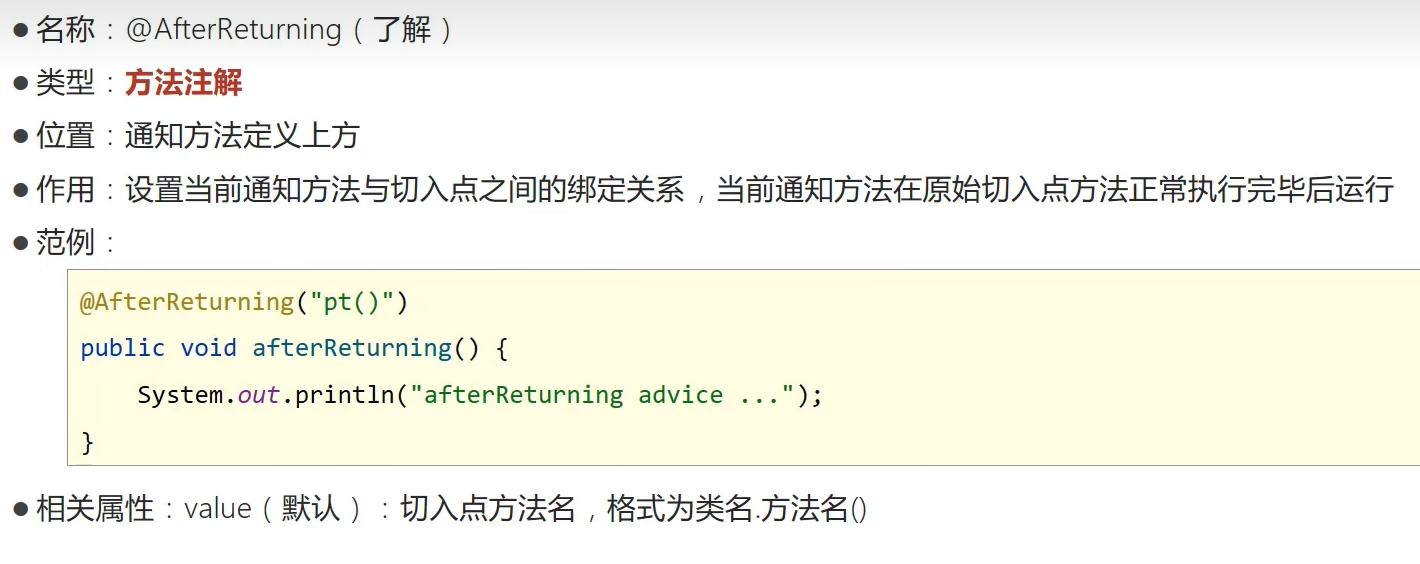 ● 名称：@AfterReturning（了解）
● 类型：方法注解
● 位置：通知方法定义上方
● 作用：设置当前通知方法与切入点之间的绑定关系，当前通知方法在原始切入点方法正常执行完毕后运行
● 范例：
@AfterReturning("pt()")
public void afterReturning() {
    System.out.println("afterReturning advice ...");
}
● 相关属性：value（默认）：切入点方法名，格式为类名.方法名()